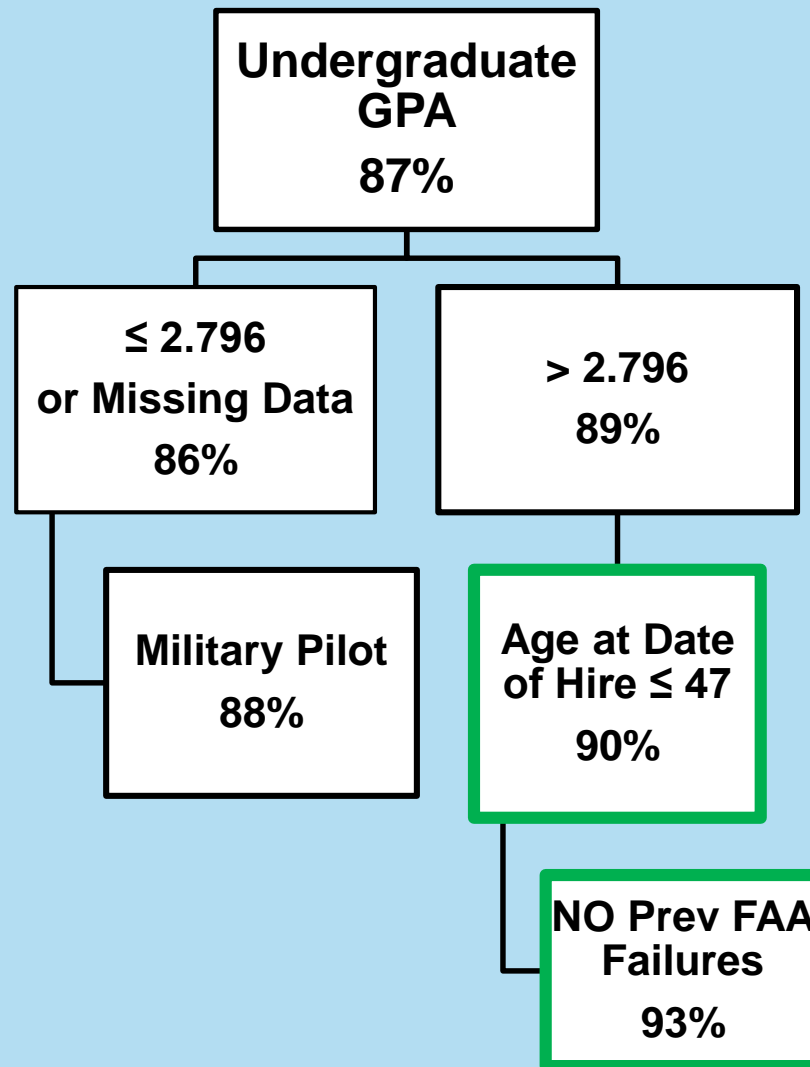 Undergraduate
GPA
87%
≤ 2.796
or Missing Data
86%
> 2.796
89%
Military Pilot
88%
Age at Date
of Hire ≤ 47
90%
NO Prev FAA
Failures
93%